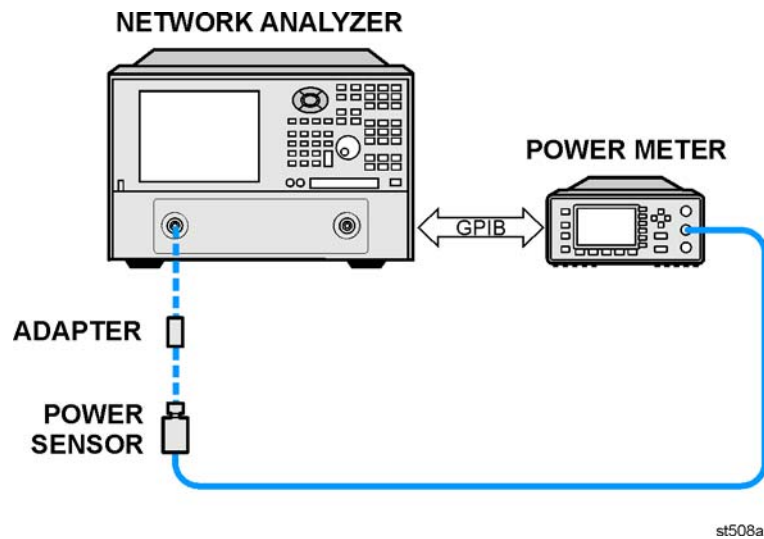 NETWORK ANALYZER
POWER METER
GPIB
ADAPTER
POWER
SENSOR
st508a